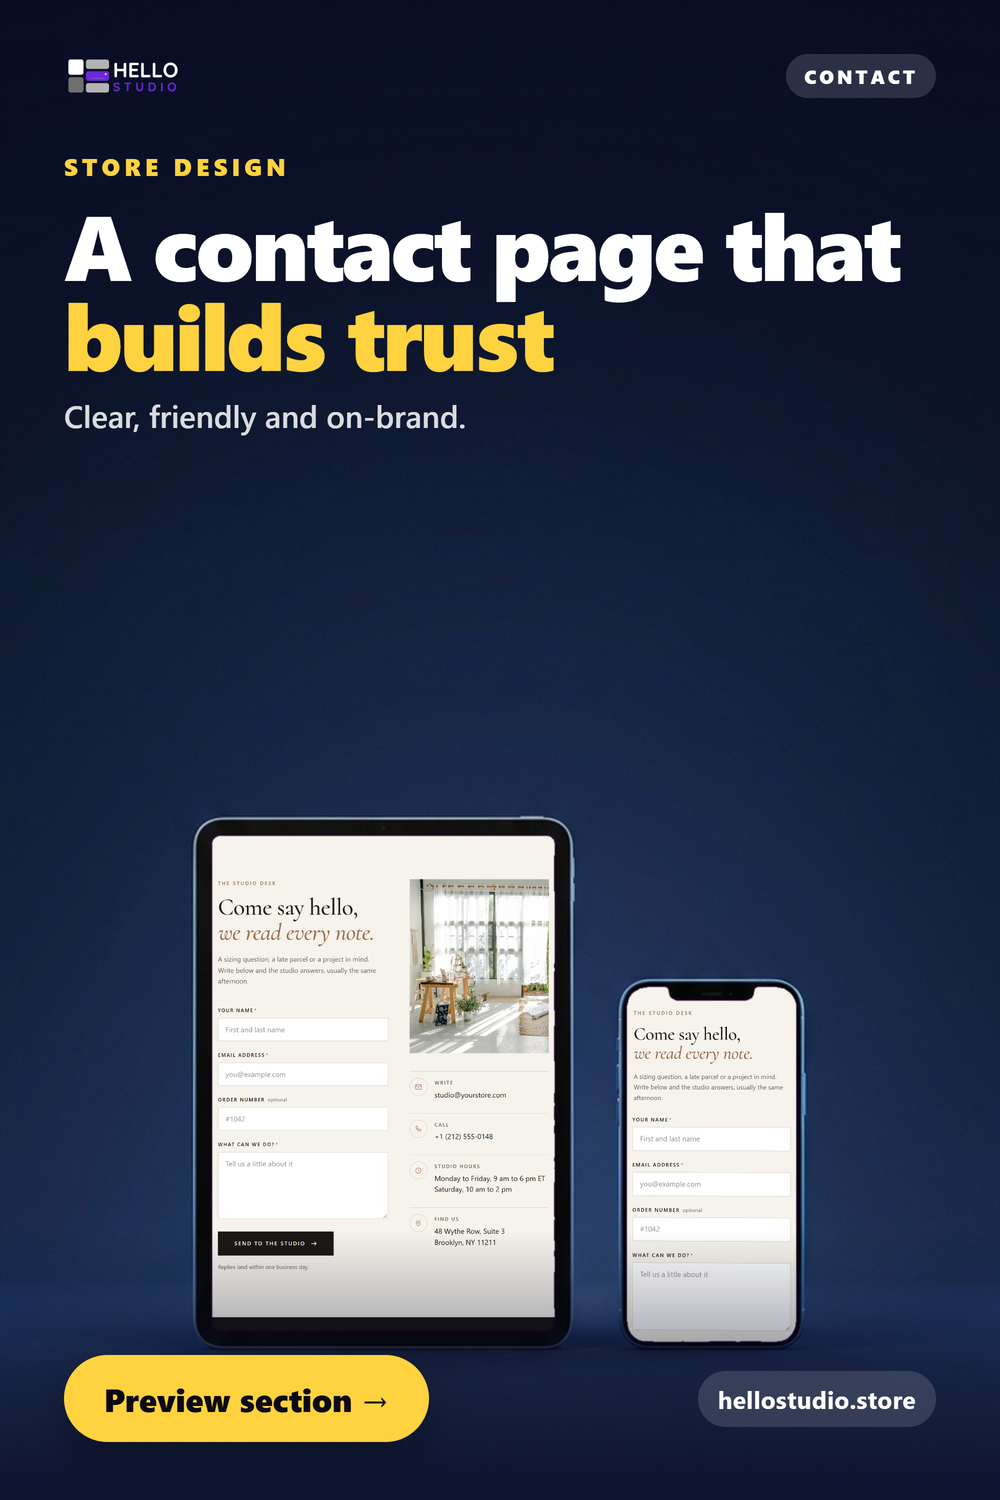 HELLO
STUDIO
CONTACT
STORE DESIGN
A contact page that
builds trust
Clear, friendly and on-brand.
THE STUDIO DESK
Come say hello,
we read every note.
A sizing question, a late parcel or a project in mind.
Write below and the studio answers, usually the same
afternoon.
YOUR NAME*
First and last name
EMAIL ADDRESS*
you@example.com
ORDER NUMBER optional
#1042
WHAT CAN WE DO?*
Tell us a little about it
SEND TO THE STUDIO →
Replies land within one business day.
WRITE
studio@yourstore.com
CALL
+1 (212) 555-0148
STUDIO HOURS
Monday to Friday, 9 am to 6 pm ET
Saturday, 10 am to 2 pm
FIND US
48 Wythe Row, Suite 3
Brooklyn, NY 11211
THE STUDIO DESK
Come say hello,
we read every note.
A sizing question, a late parcel or a project in mind.
Write below and the studio answers, usually the same
afternoon.
YOUR NAME*
First and last name
EMAIL ADDRESS*
you@example.com
ORDER NUMBER optional
#1042
WHAT CAN WE DO?*
Tell us a little about it
Preview section →
hellostudio.store